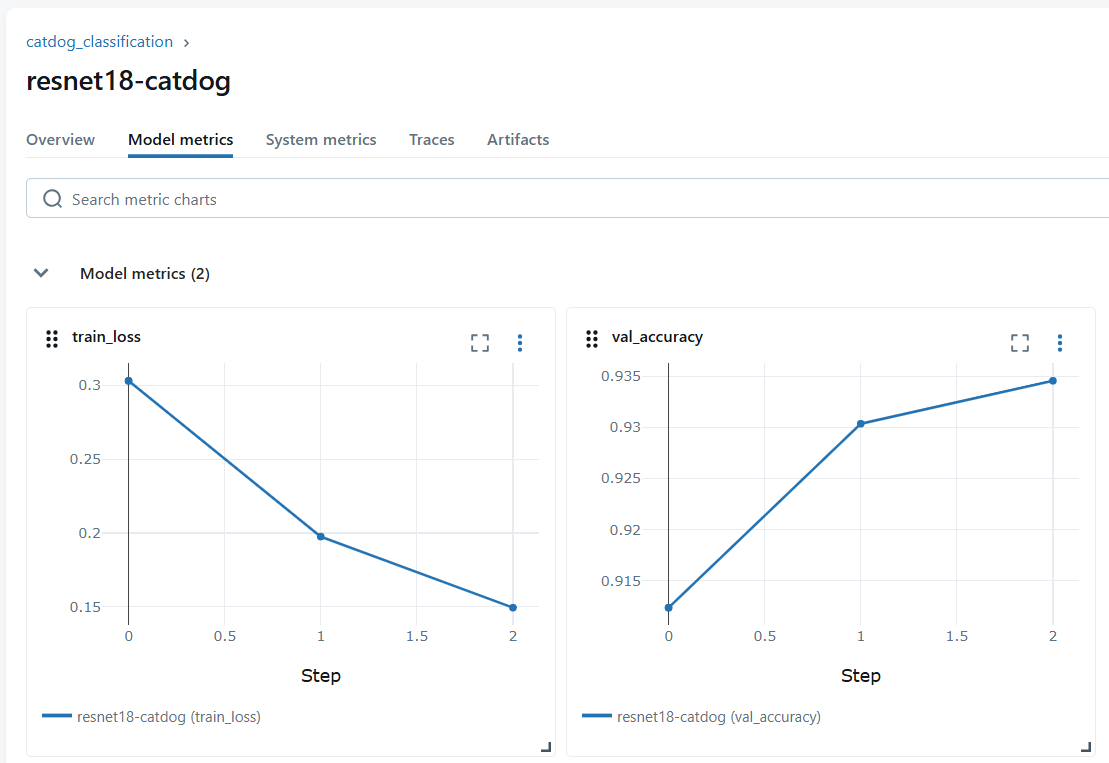 catdog_classification
resnet18-catdog
Overview Model metrics System metrics Traces Artifacts
Search metric charts
Model metrics (2)
train_loss
0.3
0.25
0.2
0.15
0 0.5 1 1.5 2
Step
resnet18-catdog (train_loss)
val_accuracy
0.935
0.93
0.925
0.92
0.915
0 0.5 1 1.5 2
Step
resnet18-catdog (val_accuracy)